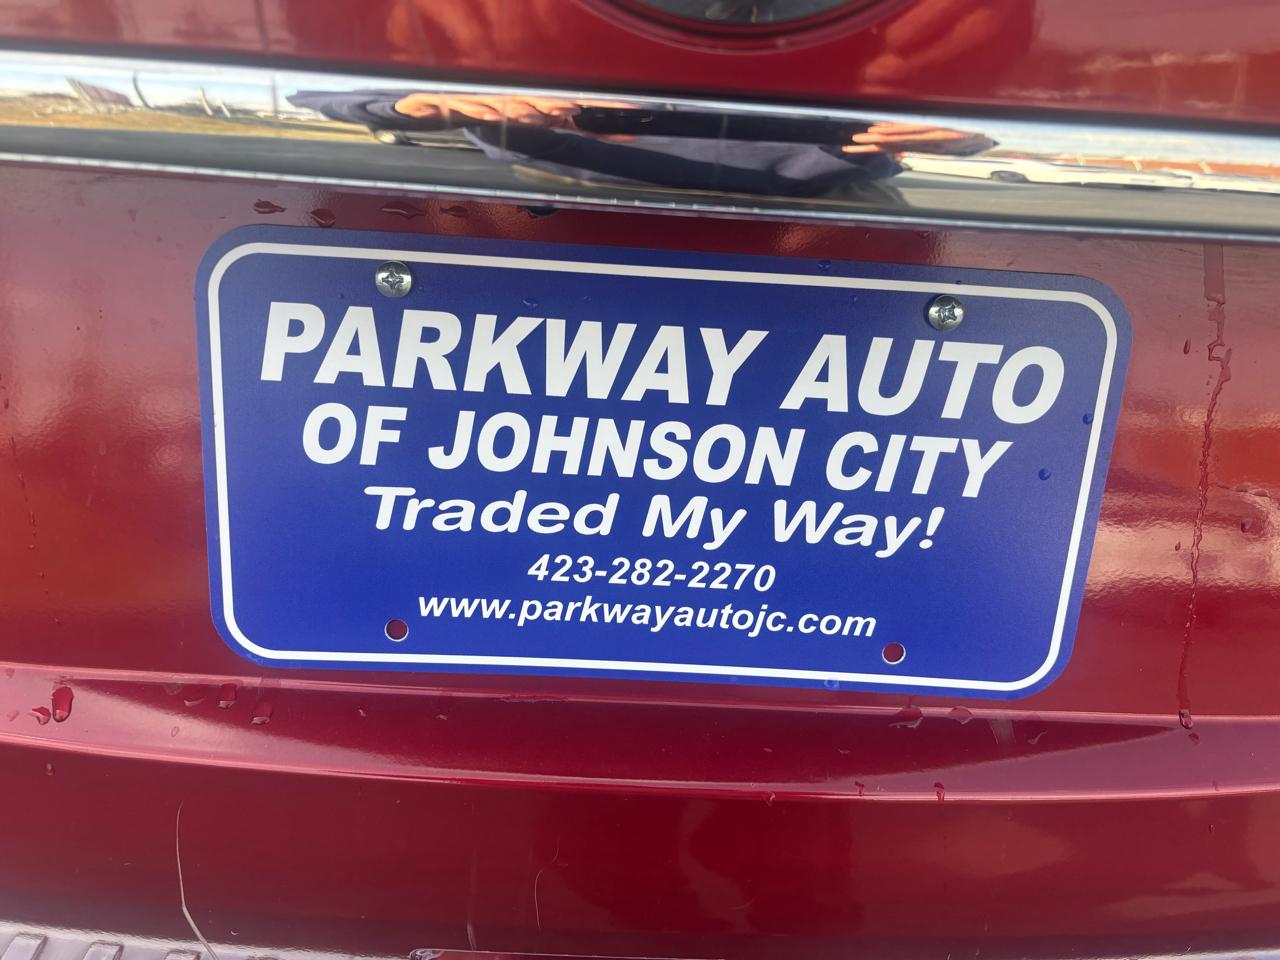 PARKWAY AUTO
OF JOHNSON CITY
Traded My Way!
423-282-2270
www.parkwayautojc.com